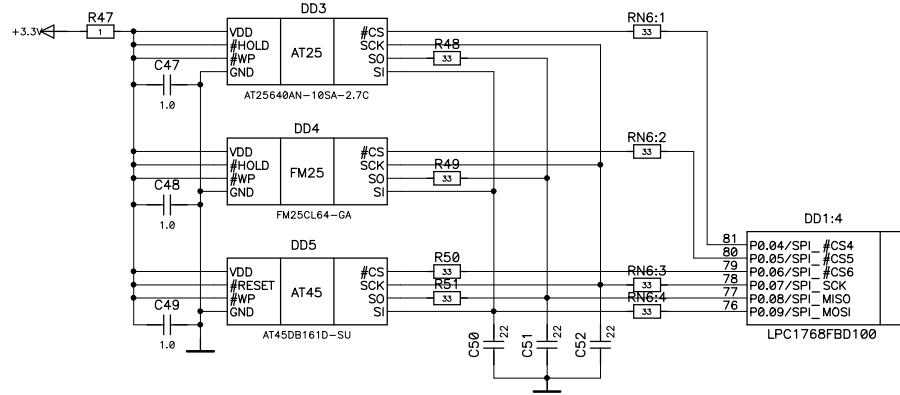 +3.3V
R47
1
DD3
VDD
#HOLD
#WP
GND
AT25
#CS
SCK
SO
SI
AT25640AN-10SA-2.7C
C47
1.0
R48
33
RN6:1
33
DD4
VDD
#HOLD
#WP
GND
FM25
#CS
SCK
SO
SI
FM25CL64-GA
C48
1.0
R49
33
RN6:2
33
DD5
VDD
#RESET
#WP
GND
AT45
#CS
SCK
SO
SI
AT45DB161D-SU
C49
1.0
R50
33
R51
33
RN6:3
33
RN6:4
33
C50
22
C51
22
C52
22
DD1:4
81 P0.04/SPI_#CS4
80 P0.05/SPI_#CS5
79 P0.06/SPI_#CS6
78 P0.07/SPI_SCK
77 P0.08/SPI_MISO
76 P0.09/SPI_MOSI
LPC1768FBD100